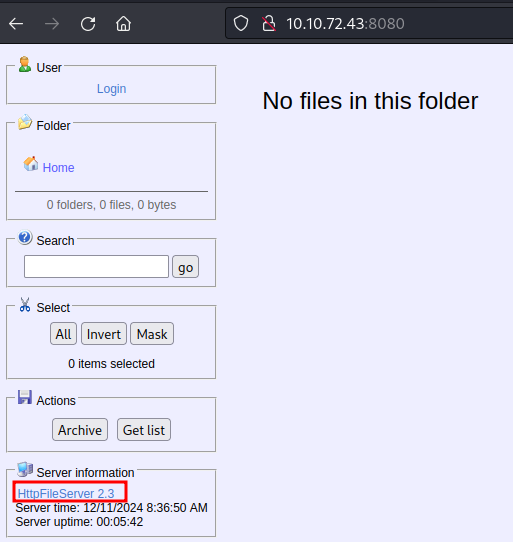 10.10.72.43:8080
User
Login
Folder
Home
0 folders, 0 files, 0 bytes
Search
go
Select
All Invert Mask
0 items selected
Actions
Archive Get list
Server information
HttpFileServer 2.3
Server time: 12/11/2024 8:36:50 AM
Server uptime: 00:05:42
No files in this folder